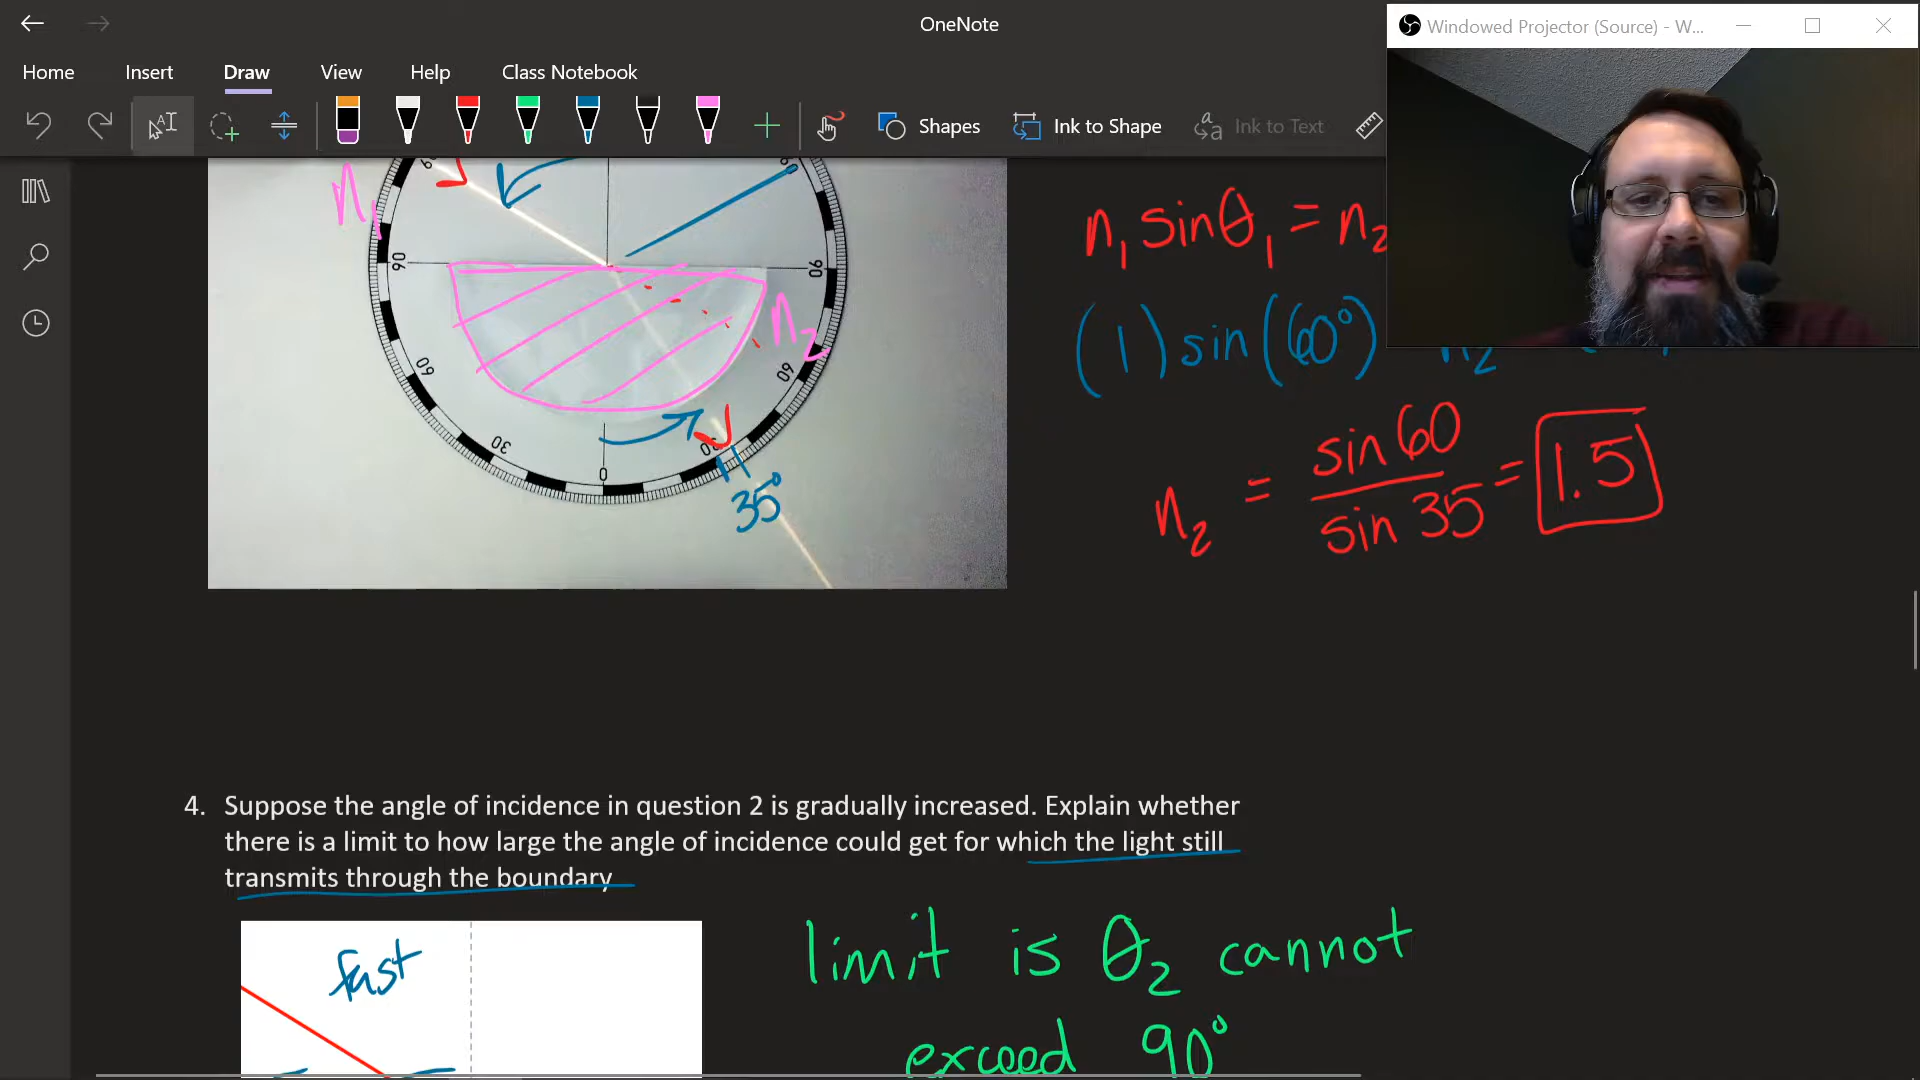 OneNote
Windowed Projector (Source) - W...
Home Insert Draw View Help Class Notebook
Shapes Ink to Shape Ink to Text
n₁
90 90
60
60
30
30
0
n₂
35°
n₁ sinθ₁ = n₂
(1) sin(60°) n₂
n₂ = sin 60 / sin 35 = 1.5
4. Suppose the angle of incidence in question 2 is gradually increased. Explain whether
there is a limit to how large the angle of incidence could get for which the light still
transmits through the boundary
fast
limit is θ₂ cannot
exceed 90°